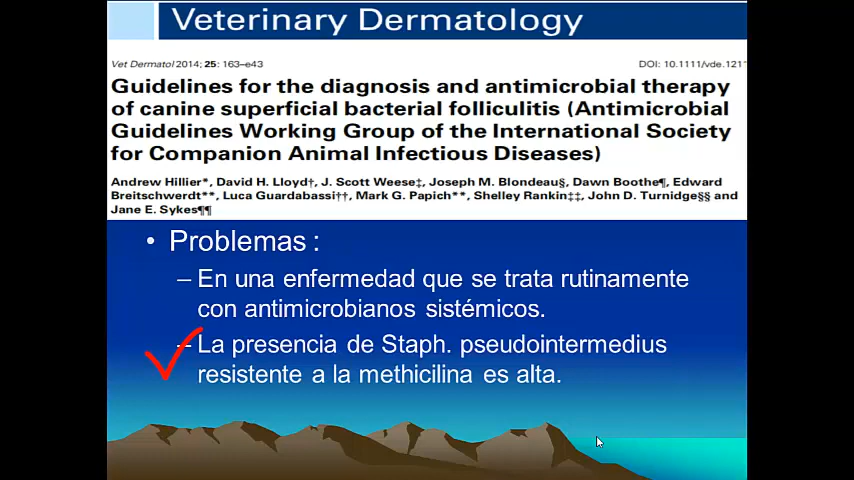 Veterinary Dermatology
Vet Dermatol 2014; 25: 163–e43
DOI: 10.1111/vde.121
Guidelines for the diagnosis and antimicrobial therapy
of canine superficial bacterial folliculitis (Antimicrobial
Guidelines Working Group of the International Society
for Companion Animal Infectious Diseases)
Andrew Hillier*, David H. Lloyd†, J. Scott Weese‡, Joseph M. Blondeau§, Dawn Boothe¶, Edward
Breitschwerdt**, Luca Guardabassi††, Mark G. Papich**, Shelley Rankin‡‡, John D. Turnidge§§ and
Jane E. Sykes¶¶
• Problemas :
– En una enfermedad que se trata rutinamente
con antimicrobianos sistémicos.
– La presencia de Staph. pseudointermedius
resistente a la methicilina es alta.